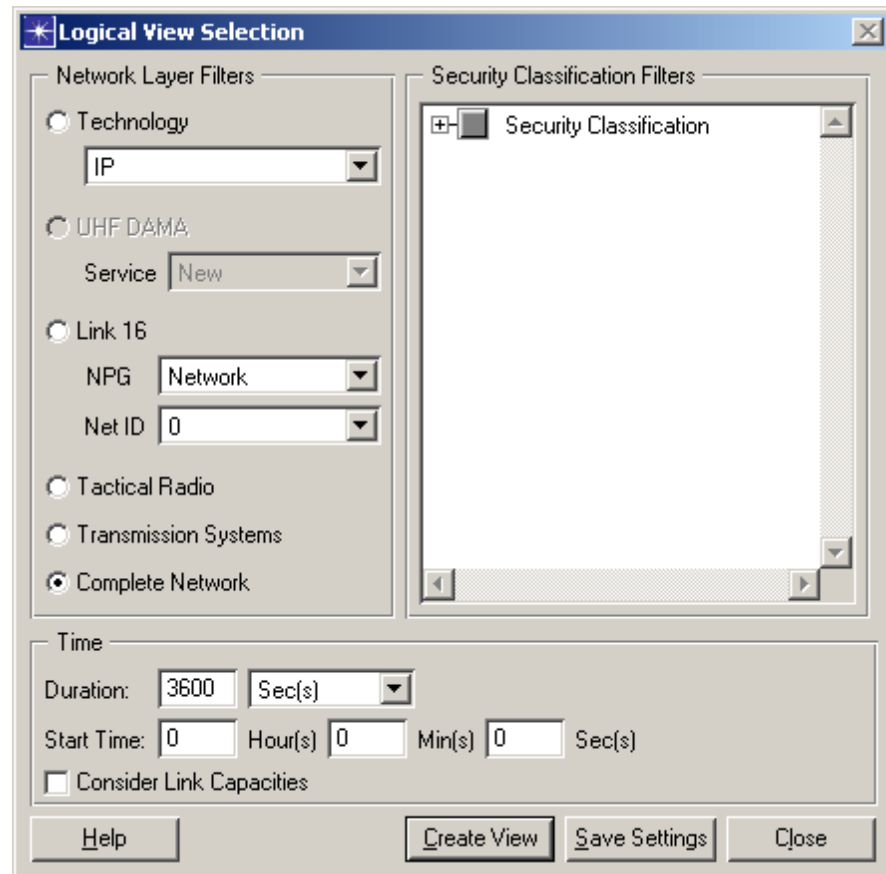 Logical View Selection
Network Layer Filters
Technology
IP
UHF DAMA
Service New
Link 16
NPG Network
Net ID 0
Tactical Radio
Transmission Systems
Complete Network
Security Classification Filters
Security Classification
Time
Duration: 3600 Sec(s)
Start Time: 0 Hour(s) 0 Min(s) 0 Sec(s)
Consider Link Capacities
Help Create View Save Settings Close